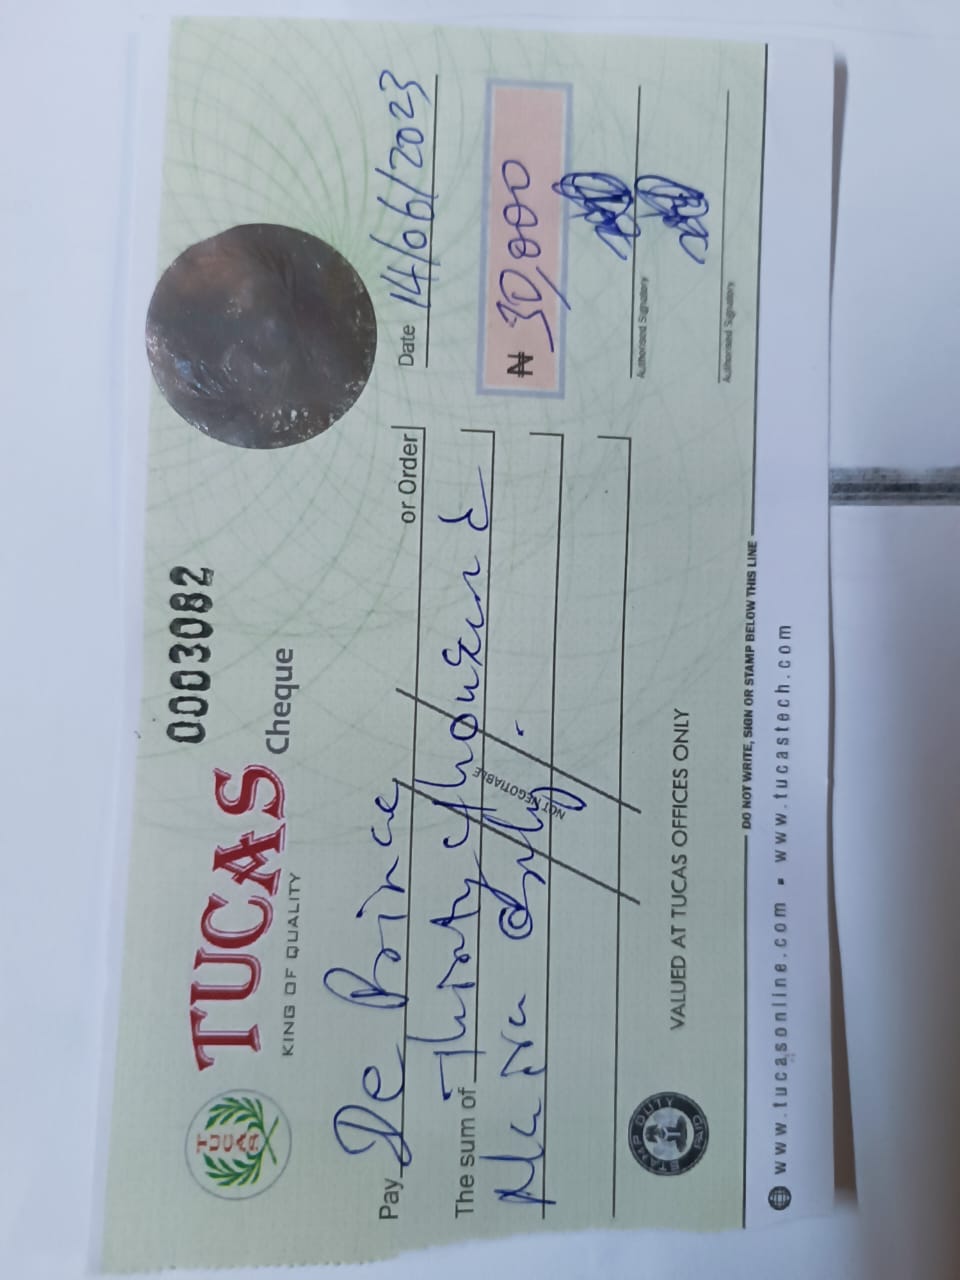 TUCAS
TUCAS
KING OF QUALITY
Cheque
0003082
Pay De Prince or Order
Date 14/06/2023
The sum of Thirty thousand
Naira Only.
₦ 30,000
NOT NEGOTIABLE
Authorised Signatory
Authorised Signatory
VALUED AT TUCAS OFFICES ONLY
STAMP DUTY PAID
DO NOT WRITE, SIGN OR STAMP BELOW THIS LINE
www.tucasonline.com • www.tucastech.com